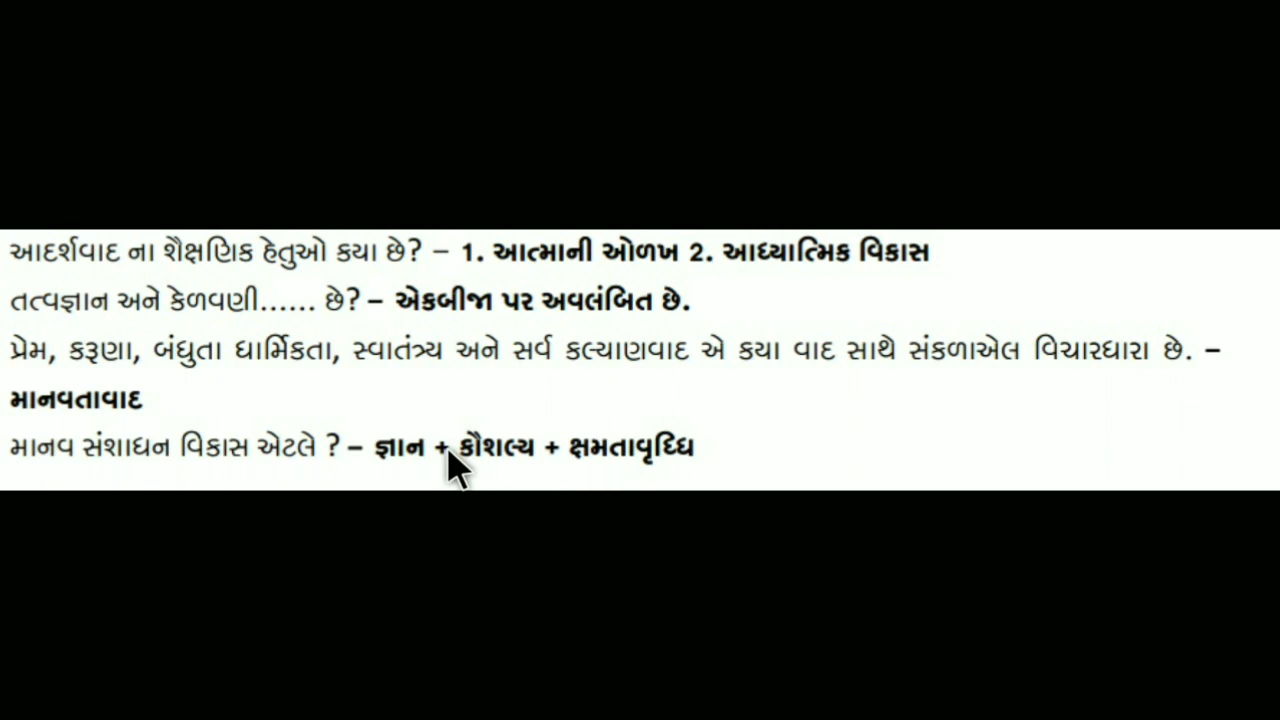 આદર્શવાદ ના શૈક્ષણિક હેતુઓ કયા છે? – 1. આત્માની ઓળખ 2. આધ્યાત્મિક વિકાસ
તત્વજ્ઞાન અને કેળવણી...... છે? – એકબીજા પર અવલંબિત છે.
પ્રેમ, કરૂણા, બંધુતા ધાર્મિકતા, સ્વાતંત્ર્ય અને સર્વ કલ્યાણવાદ એ કયા વાદ સાથે સંકળાએલ વિચારધારા છે. –
માનવતાવાદ
માનવ સંશાધન વિકાસ એટલે ? – જ્ઞાન + કૌશલ્ય + ક્ષમતાવૃધ્ધિ